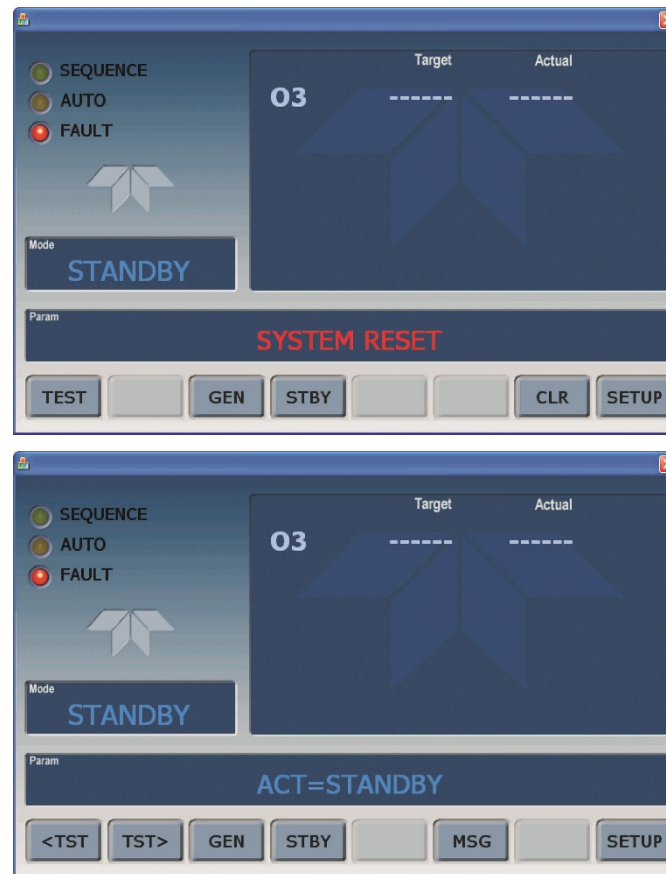 SEQUENCE
AUTO
FAULT
Target Actual
O3 ------ ------
Mode
STANDBY
Param
SYSTEM RESET
TEST GEN STBY CLR SETUP
SEQUENCE
AUTO
FAULT
Target Actual
O3 ------ ------
Mode
STANDBY
Param
ACT=STANDBY
<TST TST> GEN STBY MSG SETUP